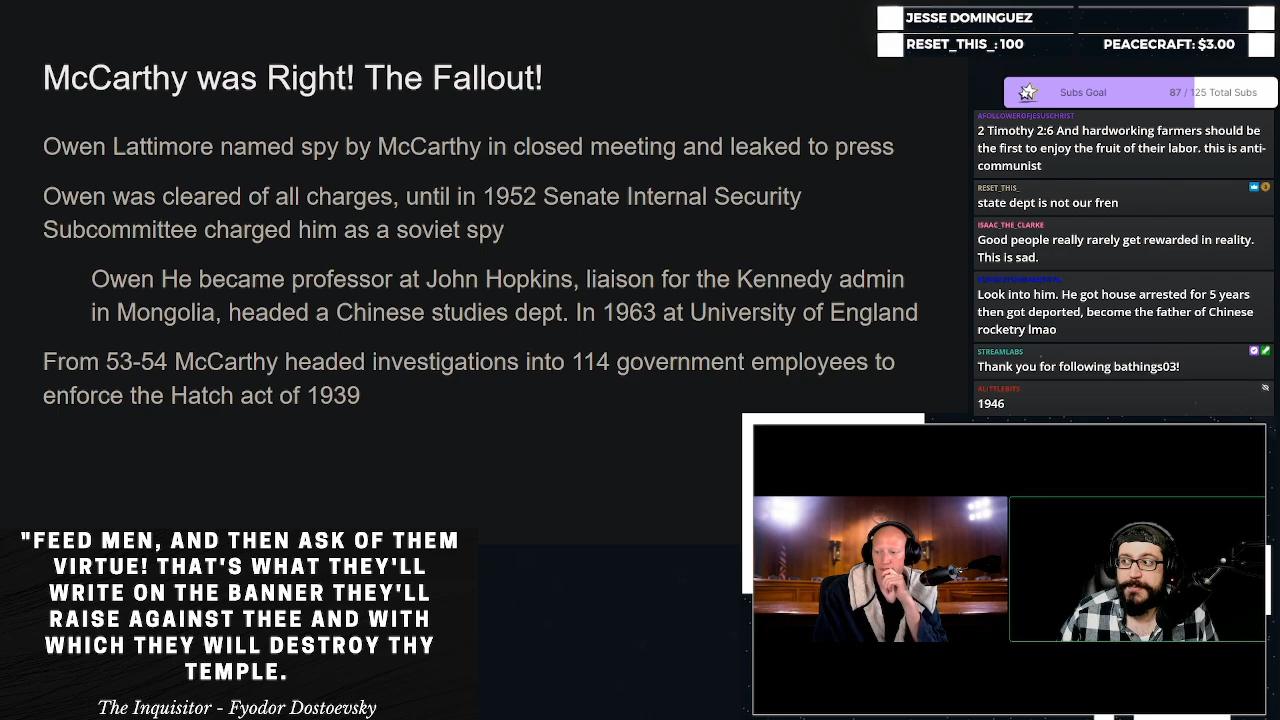 McCarthy was Right! The Fallout!
Owen Lattimore named spy by McCarthy in closed meeting and leaked to press
Owen was cleared of all charges, until in 1952 Senate Internal Security
Subcommittee charged him as a soviet spy
Owen He became professor at John Hopkins, liaison for the Kennedy admin
in Mongolia, headed a Chinese studies dept. In 1963 at University of England
From 53-54 McCarthy headed investigations into 114 government employees to
enforce the Hatch act of 1939
"FEED MEN, AND THEN ASK OF THEM
VIRTUE! THAT'S WHAT THEY'LL
WRITE ON THE BANNER THEY'LL
RAISE AGAINST THEE AND WITH
WHICH THEY WILL DESTROY THY
TEMPLE.
The Inquisitor - Fyodor Dostoevsky
JESSE DOMINGUEZ
RESET_THIS_: 100
PEACECRAFT: $3.00
Subs Goal
87 / 125 Total Subs
AFOLLOWEROFJESUSCHRIST
2 Timothy 2:6 And hardworking farmers should be
the first to enjoy the fruit of their labor. this is anti-
communist
RESET_THIS_
state dept is not our fren
ISAAC_THE_CLARKE
Good people really rarely get rewarded in reality.
This is sad.
Look into him. He got house arrested for 5 years
then got deported, become the father of Chinese
rocketry lmao
STREAMLABS
Thank you for following bathings03!
ALITTLEBITS
1946